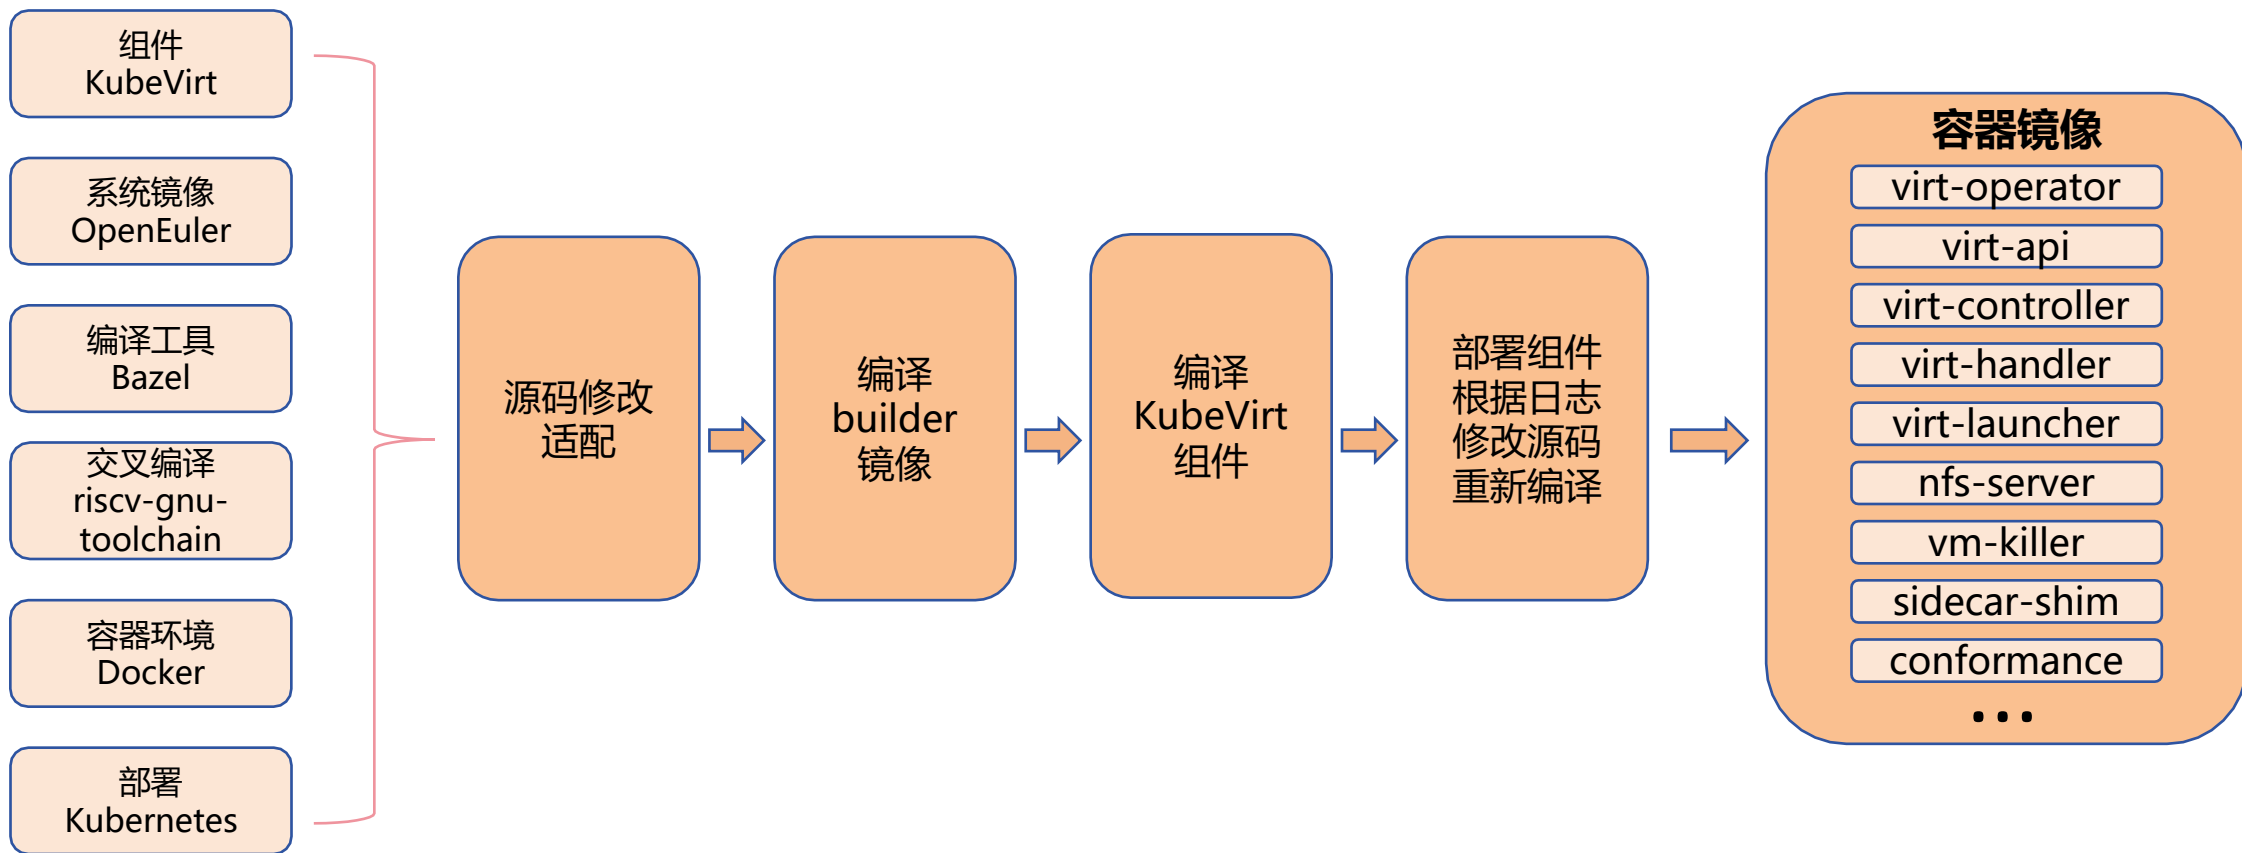 组件
KubeVirt
系统镜像
OpenEuler
编译工具
Bazel
交叉编译
riscv-gnu-
toolchain
容器环境
Docker
部署
Kubernetes
源码修改
适配
编译
builder
镜像
编译
KubeVirt
组件
部署组件
根据日志
修改源码
重新编译
容器镜像
virt-operator
virt-api
virt-controller
virt-handler
virt-launcher
nfs-server
vm-killer
sidecar-shim
conformance
...